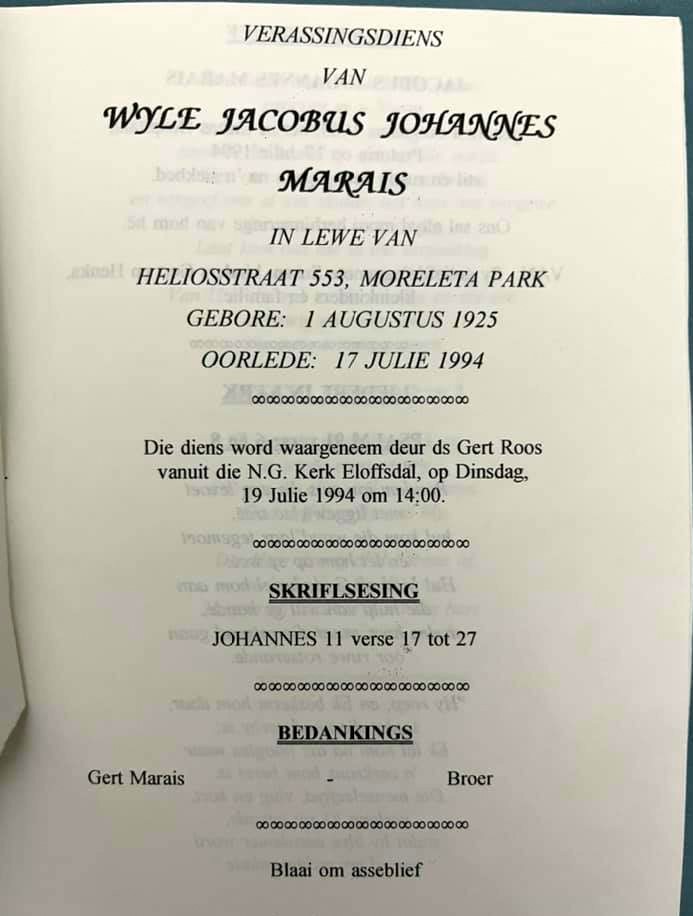 VERASSINGSDIENS
VAN
WYLE JACOBUS JOHANNES
MARAIS
IN LEWE VAN
HELIOSSTRAAT 553, MORELETA PARK
GEBORE: 1 AUGUSTUS 1925
OORLEDE: 17 JULIE 1994
∞∞∞∞∞∞∞∞∞∞∞∞∞∞∞
Die diens word waargeneem deur ds Gert Roos
vanuit die N.G. Kerk Eloffsdal, op Dinsdag,
19 Julie 1994 om 14:00.
∞∞∞∞∞∞∞∞∞∞∞∞∞∞∞
SKRIFLSESING
JOHANNES 11 verse 17 tot 27
∞∞∞∞∞∞∞∞∞∞∞∞∞∞∞
BEDANKINGS
Gert Marais - Broer
∞∞∞∞∞∞∞∞∞∞∞∞∞∞∞
Blaai om asseblief